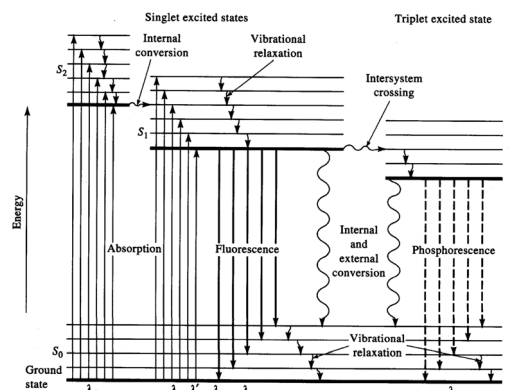 Singlet excited states
Triplet excited state
Internal
conversion
Vibrational
relaxation
Intersystem
crossing
S₂
S₁
Energy
Absorption
Fluorescence
Internal
and
external
conversion
Phosphorescence
S₀
Vibrational
relaxation
Ground
state